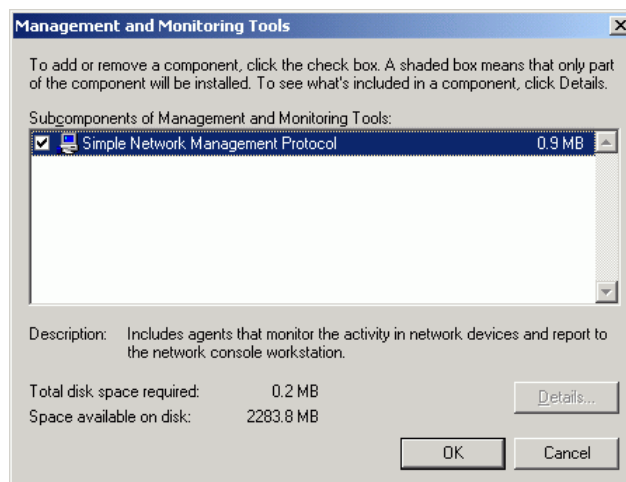 Management and Monitoring Tools
To add or remove a component, click the check box. A shaded box means that only part
of the component will be installed. To see what's included in a component, click Details.
Subcomponents of Management and Monitoring Tools:
Simple Network Management Protocol 0.9 MB
Description: Includes agents that monitor the activity in network devices and report to
the network console workstation.
Total disk space required: 0.2 MB
Space available on disk: 2283.8 MB
Details...
OK Cancel